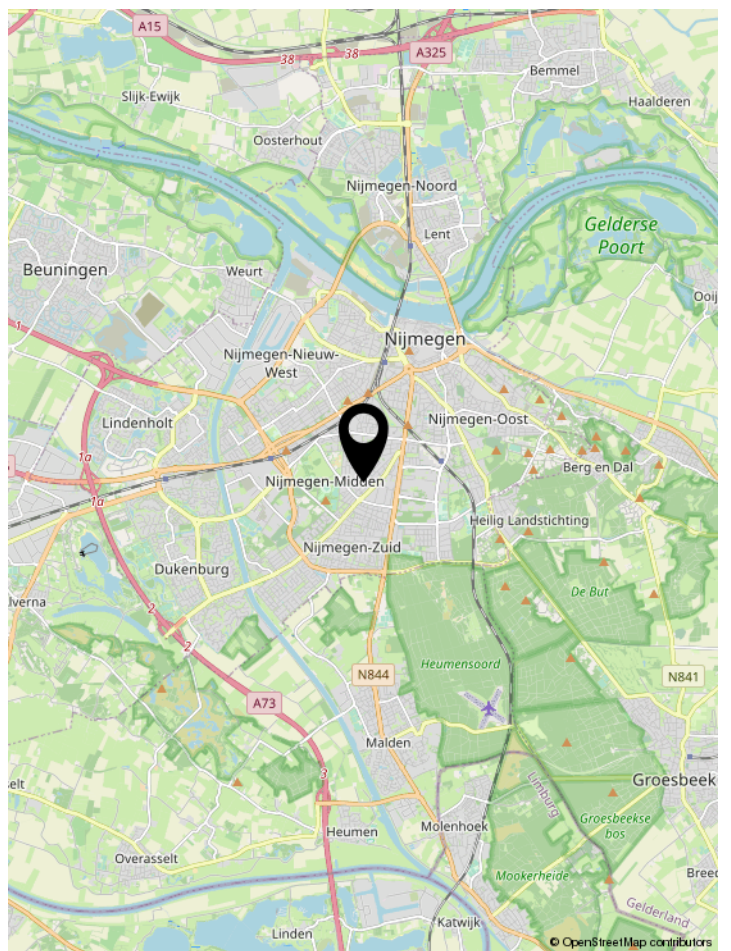 A15
38
38
A325
Bemmel
Slijk-Ewijk
Haalderen
Oosterhout
Nijmegen-Noord
Lent
Gelderse
Poort
Beuningen
Weurt
Ooij
1
Nijmegen
Nijmegen-Nieuw-
West
Lindenholt
Nijmegen-Oost
1a
Berg en Dal
Nijmegen-Midden
1a
Heilig Landstichting
Nijmegen-Zuid
Dukenburg
De But
lverna
2
2
Heumensoord
N844
N841
A73
Malden
3
Limburg
Groesbeek
Groesbeekse
bos
Molenhoek
Heumen
Overasselt
Mookerheide
Breed
Gelderland
Katwijk
Linden
© OpenStreetMap contributors